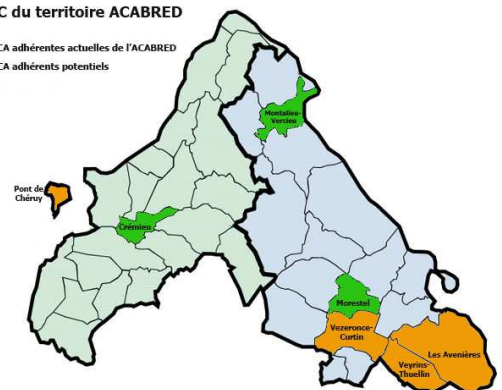 C du territoire ACABRED
CA adhérentes actuelles de l'ACABRED
CA adhérents potentiels
Montalieu-
Vercieu
Pont de
Chéruy
Crémieu
Morestel
Vezeronce-
Curtin
Les Avenières
Veyrins-
Thuellin